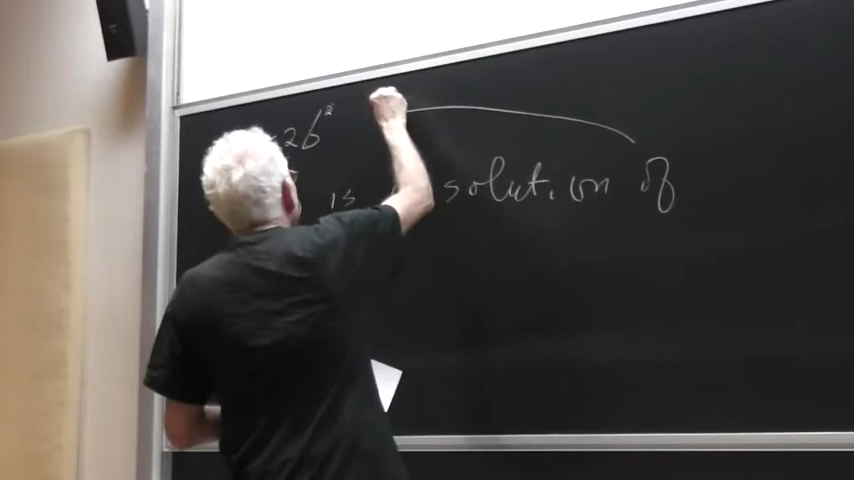 2b²
is solution of